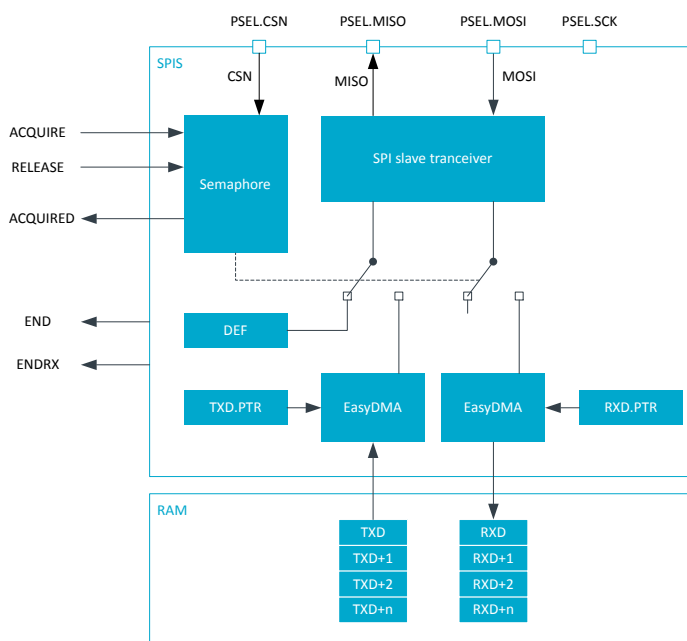 PSEL.CSN PSEL.MISO PSEL.MOSI PSEL.SCK
SPIS
CSN MISO MOSI
ACQUIRE
RELEASE
ACQUIRED
Semaphore
SPI slave tranceiver
END
ENDRX
DEF
TXD.PTR EasyDMA EasyDMA RXD.PTR
RAM
TXD RXD
TXD+1 RXD+1
TXD+2 RXD+2
TXD+n RXD+n